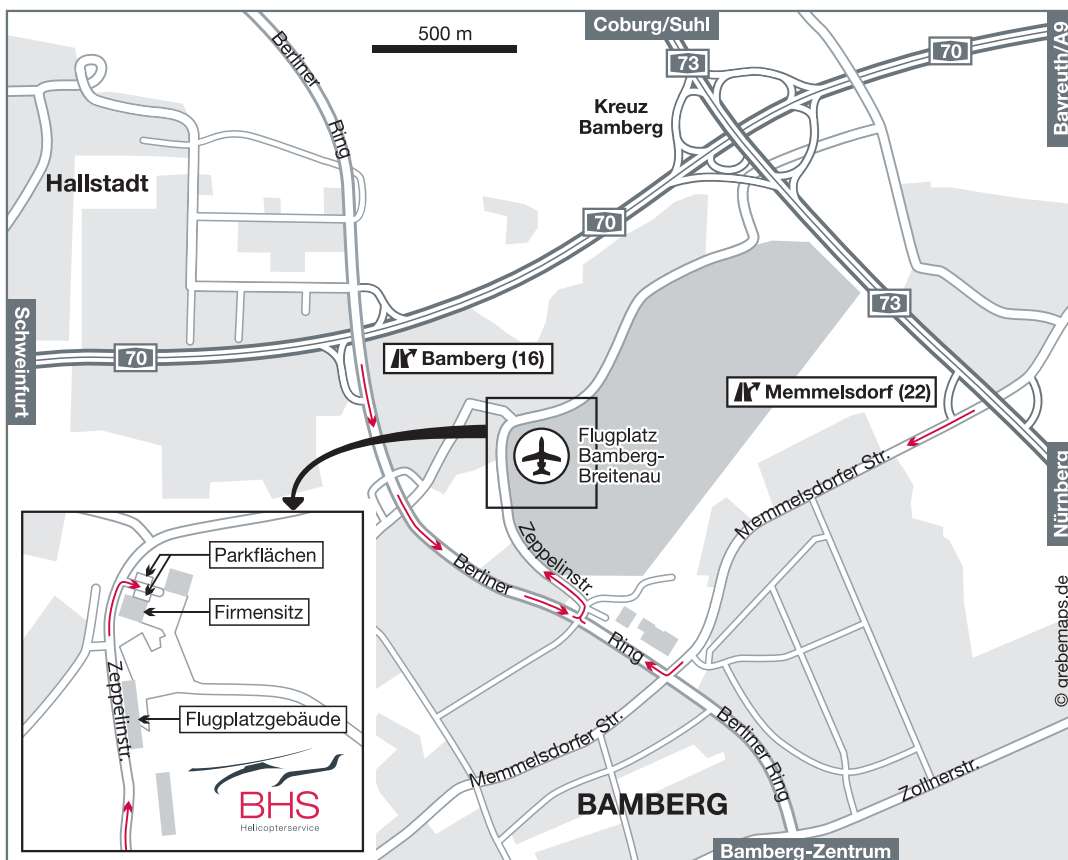 500 m
Coburg/Suhl
Bayreuth/A9
70
73
Berliner
Ring
Kreuz
Bamberg
Hallstadt
70
73
Schweinfurt
70
Bamberg (16)
Memmelsdorf (22)
Flugplatz
Bamberg-
Breitenau
Memmelsdorfer Str.
Nürnberg
Zeppelinstr.
Berliner
Ring
Parkflächen
Firmensitz
Zeppelinstr.
Flugplatzgebäude
BHS
Helicopterservice
Memmelsdorfer Str.
Berliner Ring
BAMBERG
Zollnerstr.
Bamberg-Zentrum
© grebemaps.de